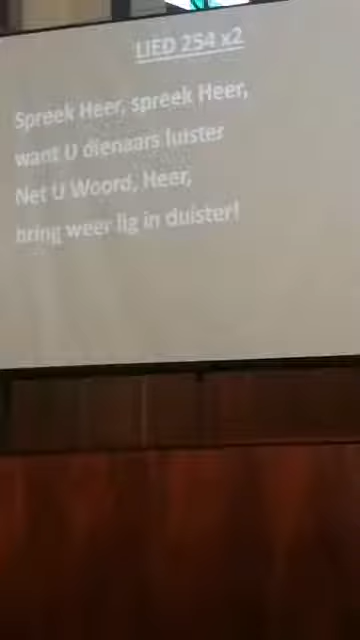 LIED 254 x2
Spreek Heer, spreek Heer,
want U dienaars luister
Net U Woord, Heer,
bring weer lig in duister!